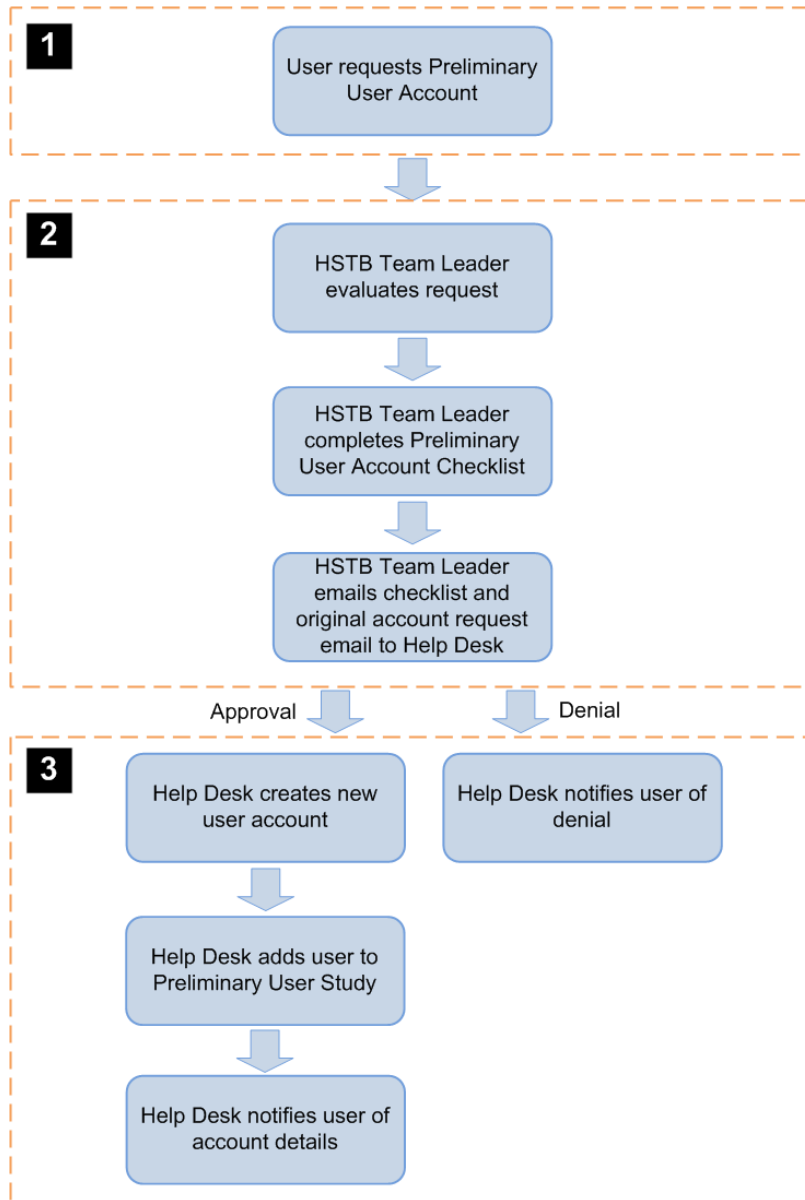 1
User requests Preliminary
User Account
2
HSTB Team Leader
evaluates request
HSTB Team Leader
completes Preliminary
User Account Checklist
HSTB Team Leader
emails checklist and
original account request
email to Help Desk
Approval
Denial
3
Help Desk creates new
user account
Help Desk notifies user of
denial
Help Desk adds user to
Preliminary User Study
Help Desk notifies user of
account details